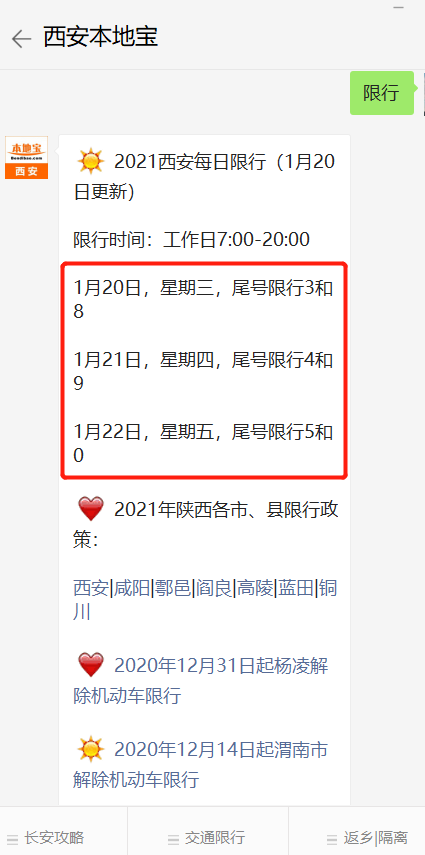 西安本地宝
限行
本地宝
Bendibao.com
西安
2021西安每日限行（1月20
日更新）
限行时间：工作日7:00-20:00
1月20日，星期三，尾号限行3和
8
1月21日，星期四，尾号限行4和
9
1月22日，星期五，尾号限行5和
0
2021年陕西各市、县限行政
策：
西安|咸阳|鄠邑|阎良|高陵|蓝田|铜
川
2020年12月31日起杨凌解
除机动车限行
2020年12月14日起渭南市
解除机动车限行
长安攻略
交通限行
返乡|隔离